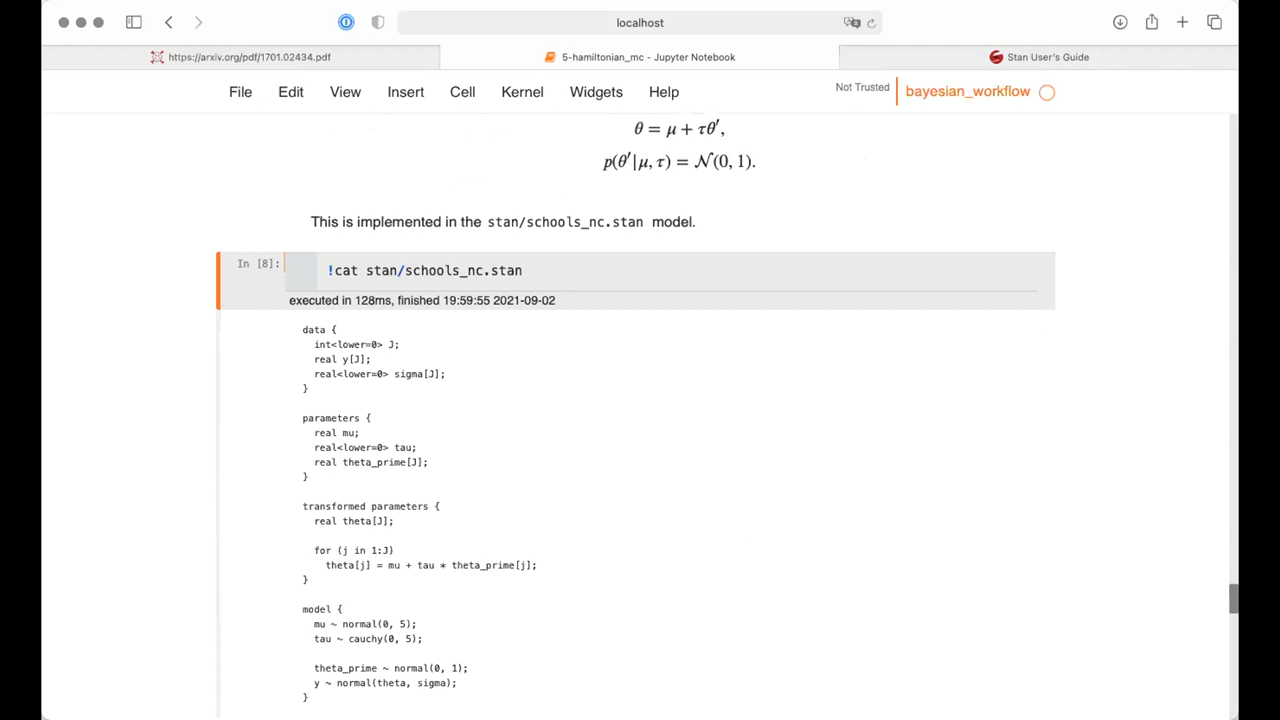 localhost
https://arxiv.org/pdf/1701.02434.pdf
5-hamiltonian_mc - Jupyter Notebook
Stan User's Guide
File Edit View Insert Cell Kernel Widgets Help
Not Trusted
bayesian_workflow
θ = μ + τθ′,
p(θ′|μ, τ) = 𝒩(0, 1).
This is implemented in the stan/schools_nc.stan model.
In [8]:
!cat stan/schools_nc.stan
executed in 128ms, finished 19:59:55 2021-09-02
data {
int<lower=0> J;
real y[J];
real<lower=0> sigma[J];
}
parameters {
real mu;
real<lower=0> tau;
real theta_prime[J];
}
transformed parameters {
real theta[J];
for (j in 1:J)
theta[j] = mu + tau * theta_prime[j];
}
model {
mu ~ normal(0, 5);
tau ~ cauchy(0, 5);
theta_prime ~ normal(0, 1);
y ~ normal(theta, sigma);
}